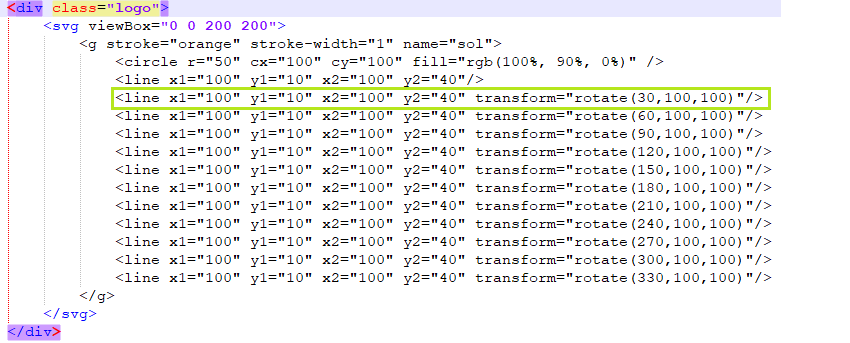 <div class="logo">
<svg viewBox="0 0 200 200">
<g stroke="orange" stroke-width="1" name="sol">
<circle r="50" cx="100" cy="100" fill="rgb(100%, 90%, 0%)" />
<line x1="100" y1="10" x2="100" y2="40"/>
<line x1="100" y1="10" x2="100" y2="40" transform="rotate(30,100,100)"/>
<line x1="100" y1="10" x2="100" y2="40" transform="rotate(60,100,100)"/>
<line x1="100" y1="10" x2="100" y2="40" transform="rotate(90,100,100)"/>
<line x1="100" y1="10" x2="100" y2="40" transform="rotate(120,100,100)"/>
<line x1="100" y1="10" x2="100" y2="40" transform="rotate(150,100,100)"/>
<line x1="100" y1="10" x2="100" y2="40" transform="rotate(180,100,100)"/>
<line x1="100" y1="10" x2="100" y2="40" transform="rotate(210,100,100)"/>
<line x1="100" y1="10" x2="100" y2="40" transform="rotate(240,100,100)"/>
<line x1="100" y1="10" x2="100" y2="40" transform="rotate(270,100,100)"/>
<line x1="100" y1="10" x2="100" y2="40" transform="rotate(300,100,100)"/>
<line x1="100" y1="10" x2="100" y2="40" transform="rotate(330,100,100)"/>
</g>
</svg>
</div>